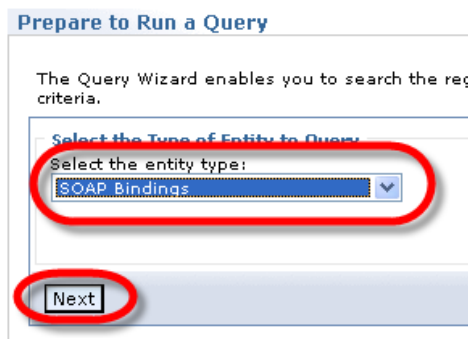 Prepare to Run a Query
The Query Wizard enables you to search the reg
criteria.
Select the Type of Entity to Query
Select the entity type:
SOAP Bindings
Next